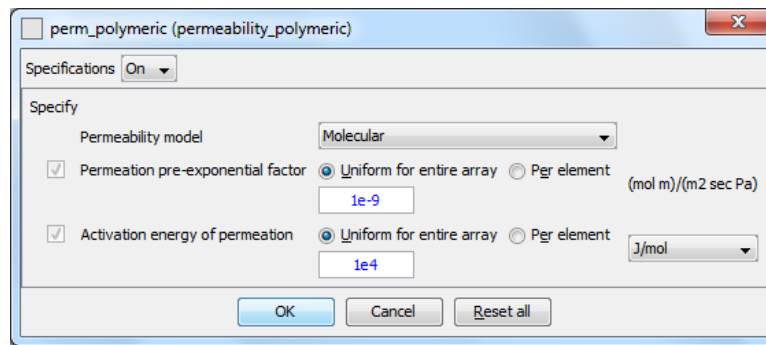 perm_polymeric (permeability_polymeric)
Specifications On
Specify
Permeability model Molecular
Permeation pre-exponential factor Uniform for entire array Per element (mol m)/(m2 sec Pa)
1e-9
Activation energy of permeation Uniform for entire array Per element J/mol
1e4
OK Cancel Reset all